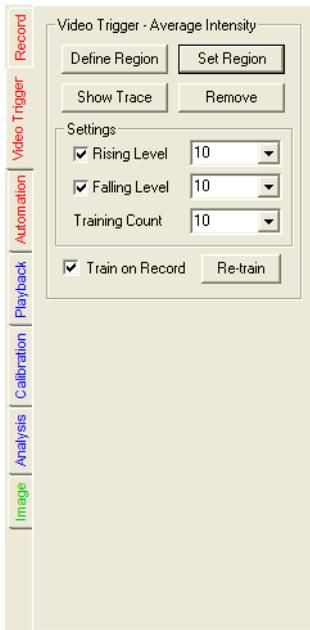 Record
Video Trigger
Automation
Playback
Calibration
Analysis
Image
Video Trigger - Average Intensity
Define Region
Set Region
Show Trace
Remove
Settings
Rising Level 10
Falling Level 10
Training Count 10
Train on Record
Re-train